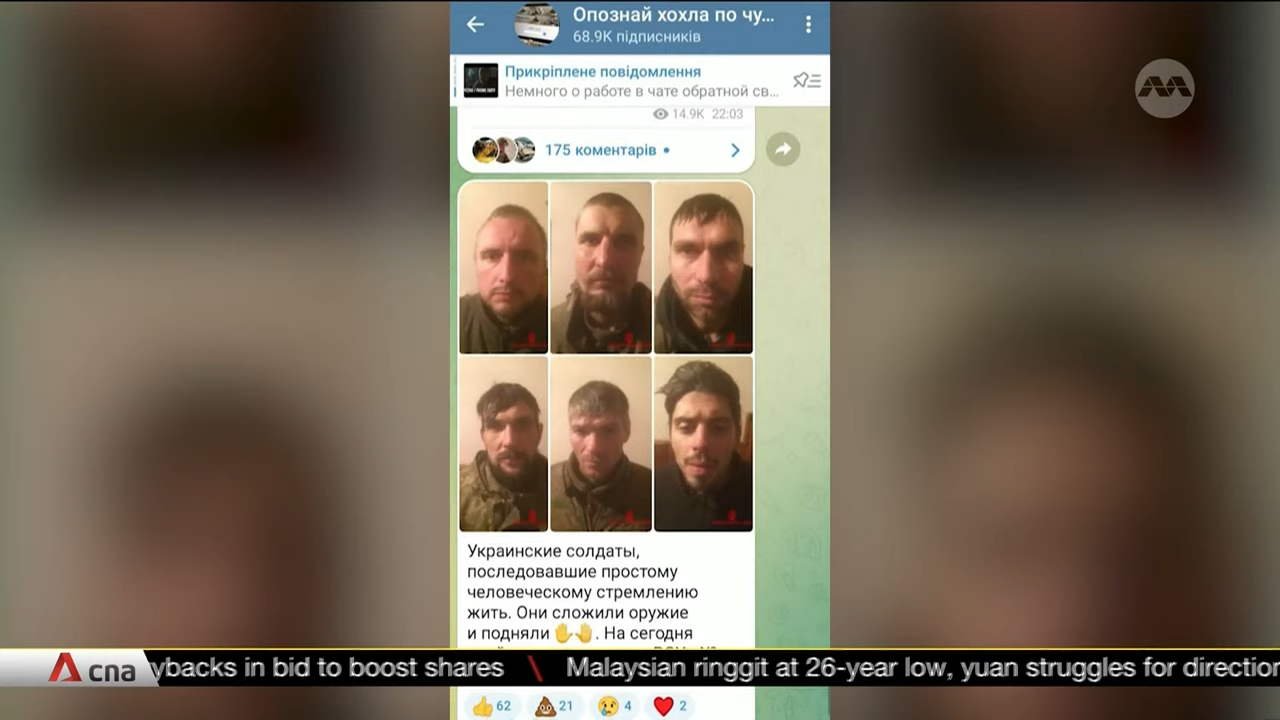 Опознай хохла по чу...
68.9K підписників
Прикріплене повідомлення
Немного о работе в чате обратной св...
14.9K 22:03
175 коментарів
Украинские солдаты,
последовавшие простому
человеческому стремлению
жить. Они сложили оружие
и подняли ✋🤚. На сегодня
cna ybacks in bid to boost shares \ Malaysian ringgit at 26-year low, yuan struggles for direction
👍 62 💩 21 😢 4 ❤️ 2